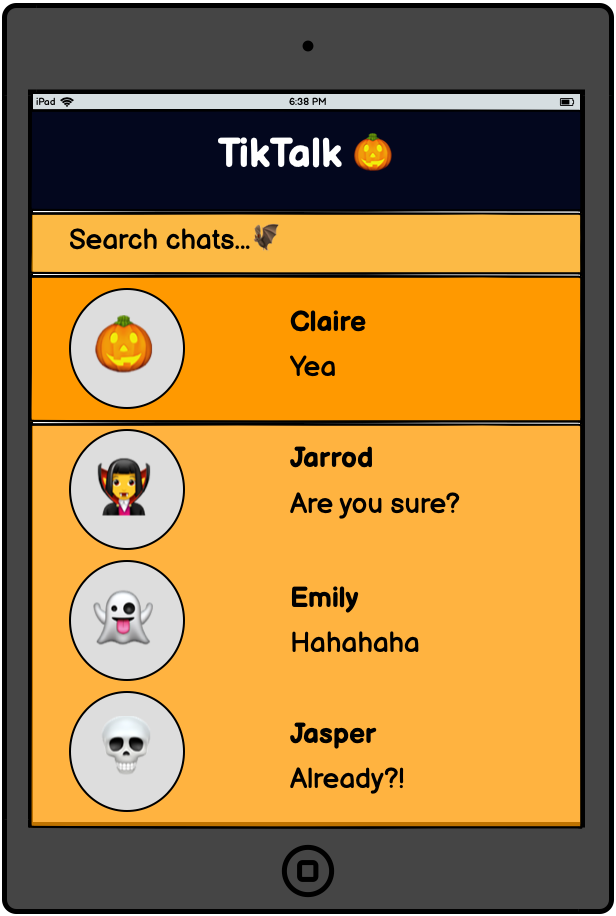 iPad 6:38 PM
TikTalk 🎃
Search chats...🦇
Claire
Yea
Jarrod
Are you sure?
Emily
Hahahaha
Jasper
Already?!